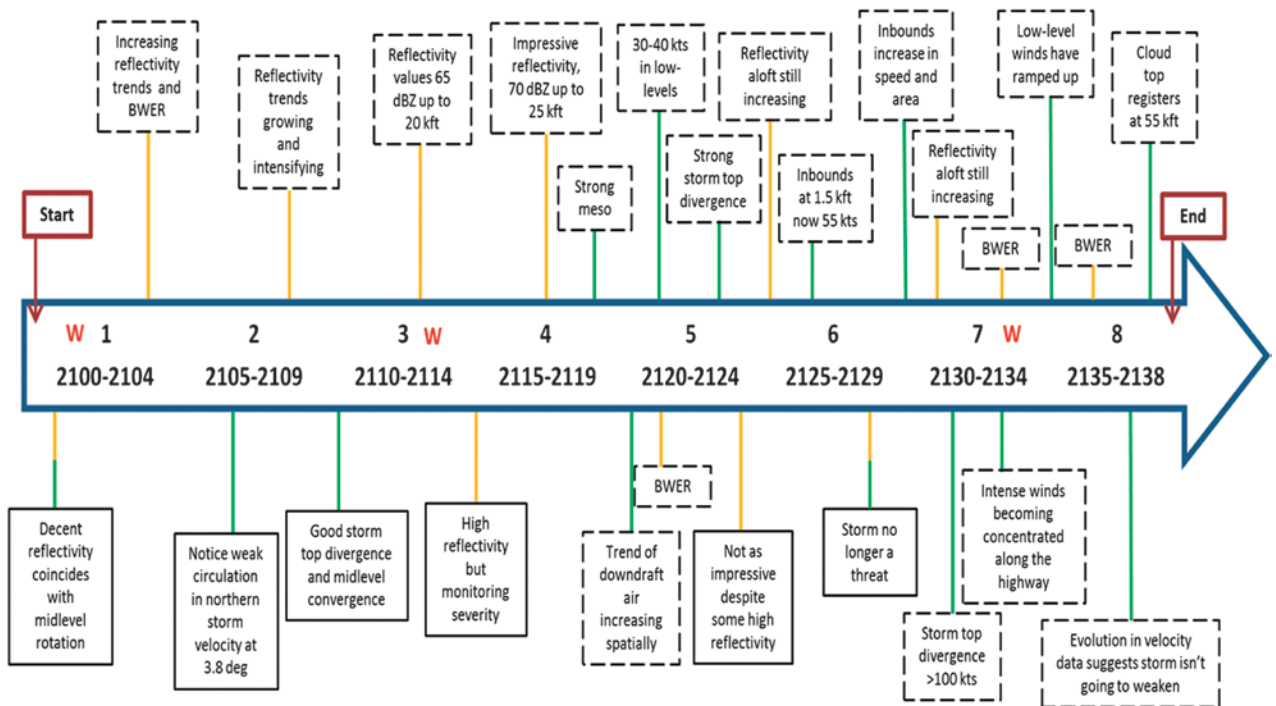 Increasing
reflectivity
trends and
BWER
Reflectivity
trends
growing
and
intensifying
Reflectivity
values 65
dBZ up to
20 kft
Impressive
reflectivity,
70 dBZ up to
25 kft
Strong
meso
30-40 kts
in low-
levels
Strong
storm top
divergence
Reflectivity
aloft still
increasing
Inbounds
at 1.5 kft
now 55 kts
Inbounds
increase in
speed and
area
Reflectivity
aloft still
increasing
BWER
Low-level
winds have
ramped up
BWER
Cloud
top
registers
at 55 kft
Start
End
W 1 2 3 W 4 5 6 7 W 8
2100-2104 2105-2109 2110-2114 2115-2119 2120-2124 2125-2129 2130-2134 2135-2138
Decent
reflectivity
coincides
with
midlevel
rotation
Notice weak
circulation
in northern
storm
velocity at
3.8 deg
Good storm
top divergence
and midlevel
convergence
High
reflectivity
but
monitoring
severity
Trend of
downdraft
air
increasing
spatially
BWER
Not as
impressive
despite
some high
reflectivity
Storm no
longer a
threat
Storm top
divergence
>100 kts
Intense winds
becoming
concentrated
along the
highway
Evolution in velocity
data suggests storm isn't
going to weaken